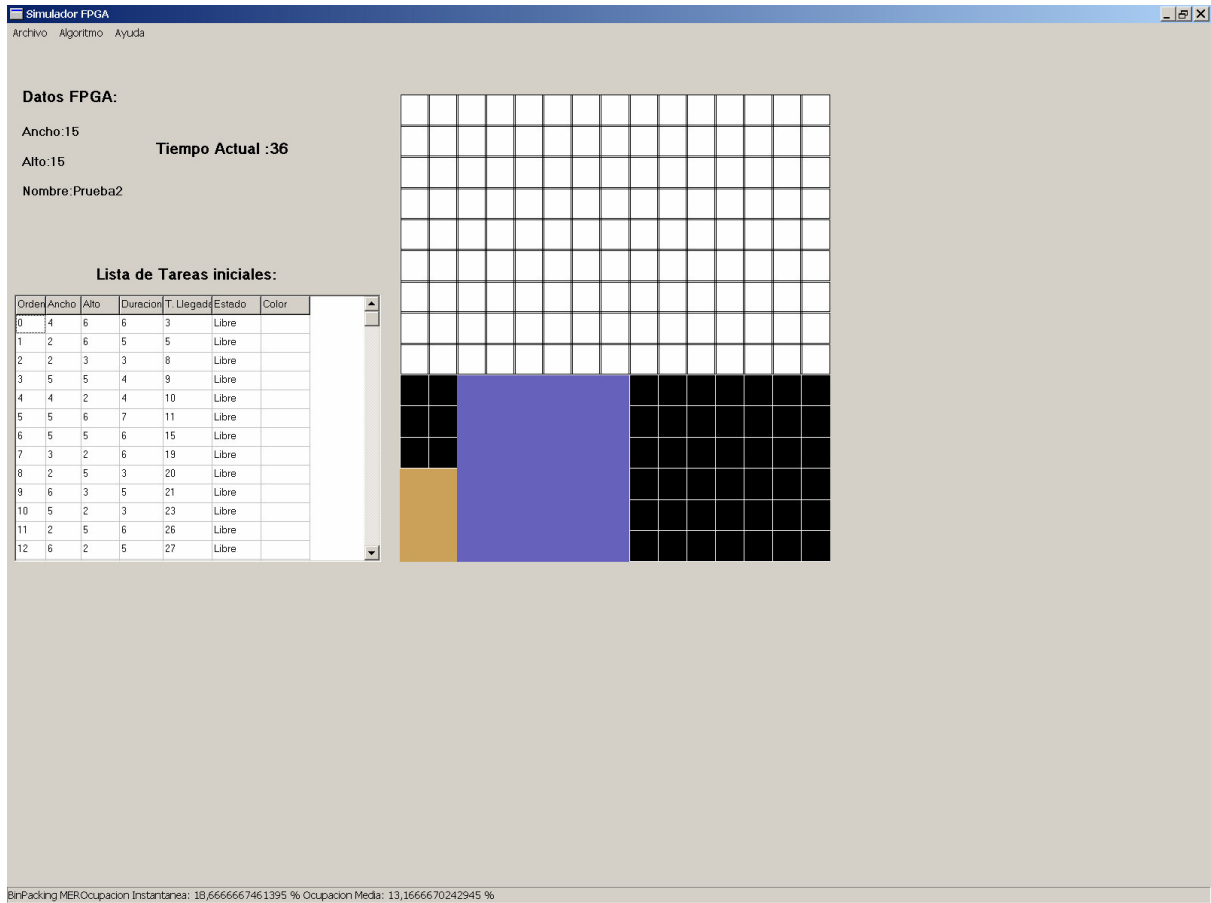 Simulador FPGA
Archivo Algoritmo Ayuda
Datos FPGA:
Ancho:15
Tiempo Actual :36
Alto:15
Nombre:Prueba2
Lista de Tareas iniciales:
Orden Ancho Alto Duracion T. Llegada Estado Color
0 4 6 6 3 Libre
1 2 6 5 5 Libre
2 2 3 3 8 Libre
3 5 5 4 9 Libre
4 4 2 4 10 Libre
5 5 6 7 11 Libre
6 5 5 6 15 Libre
7 3 2 6 19 Libre
8 2 5 3 20 Libre
9 6 3 5 21 Libre
10 5 2 3 23 Libre
11 2 5 6 26 Libre
12 6 2 5 27 Libre
BinPacking MEROcupacion Instantanea: 18,6666667461395 % Ocupacion Media: 13,1666670242945 %